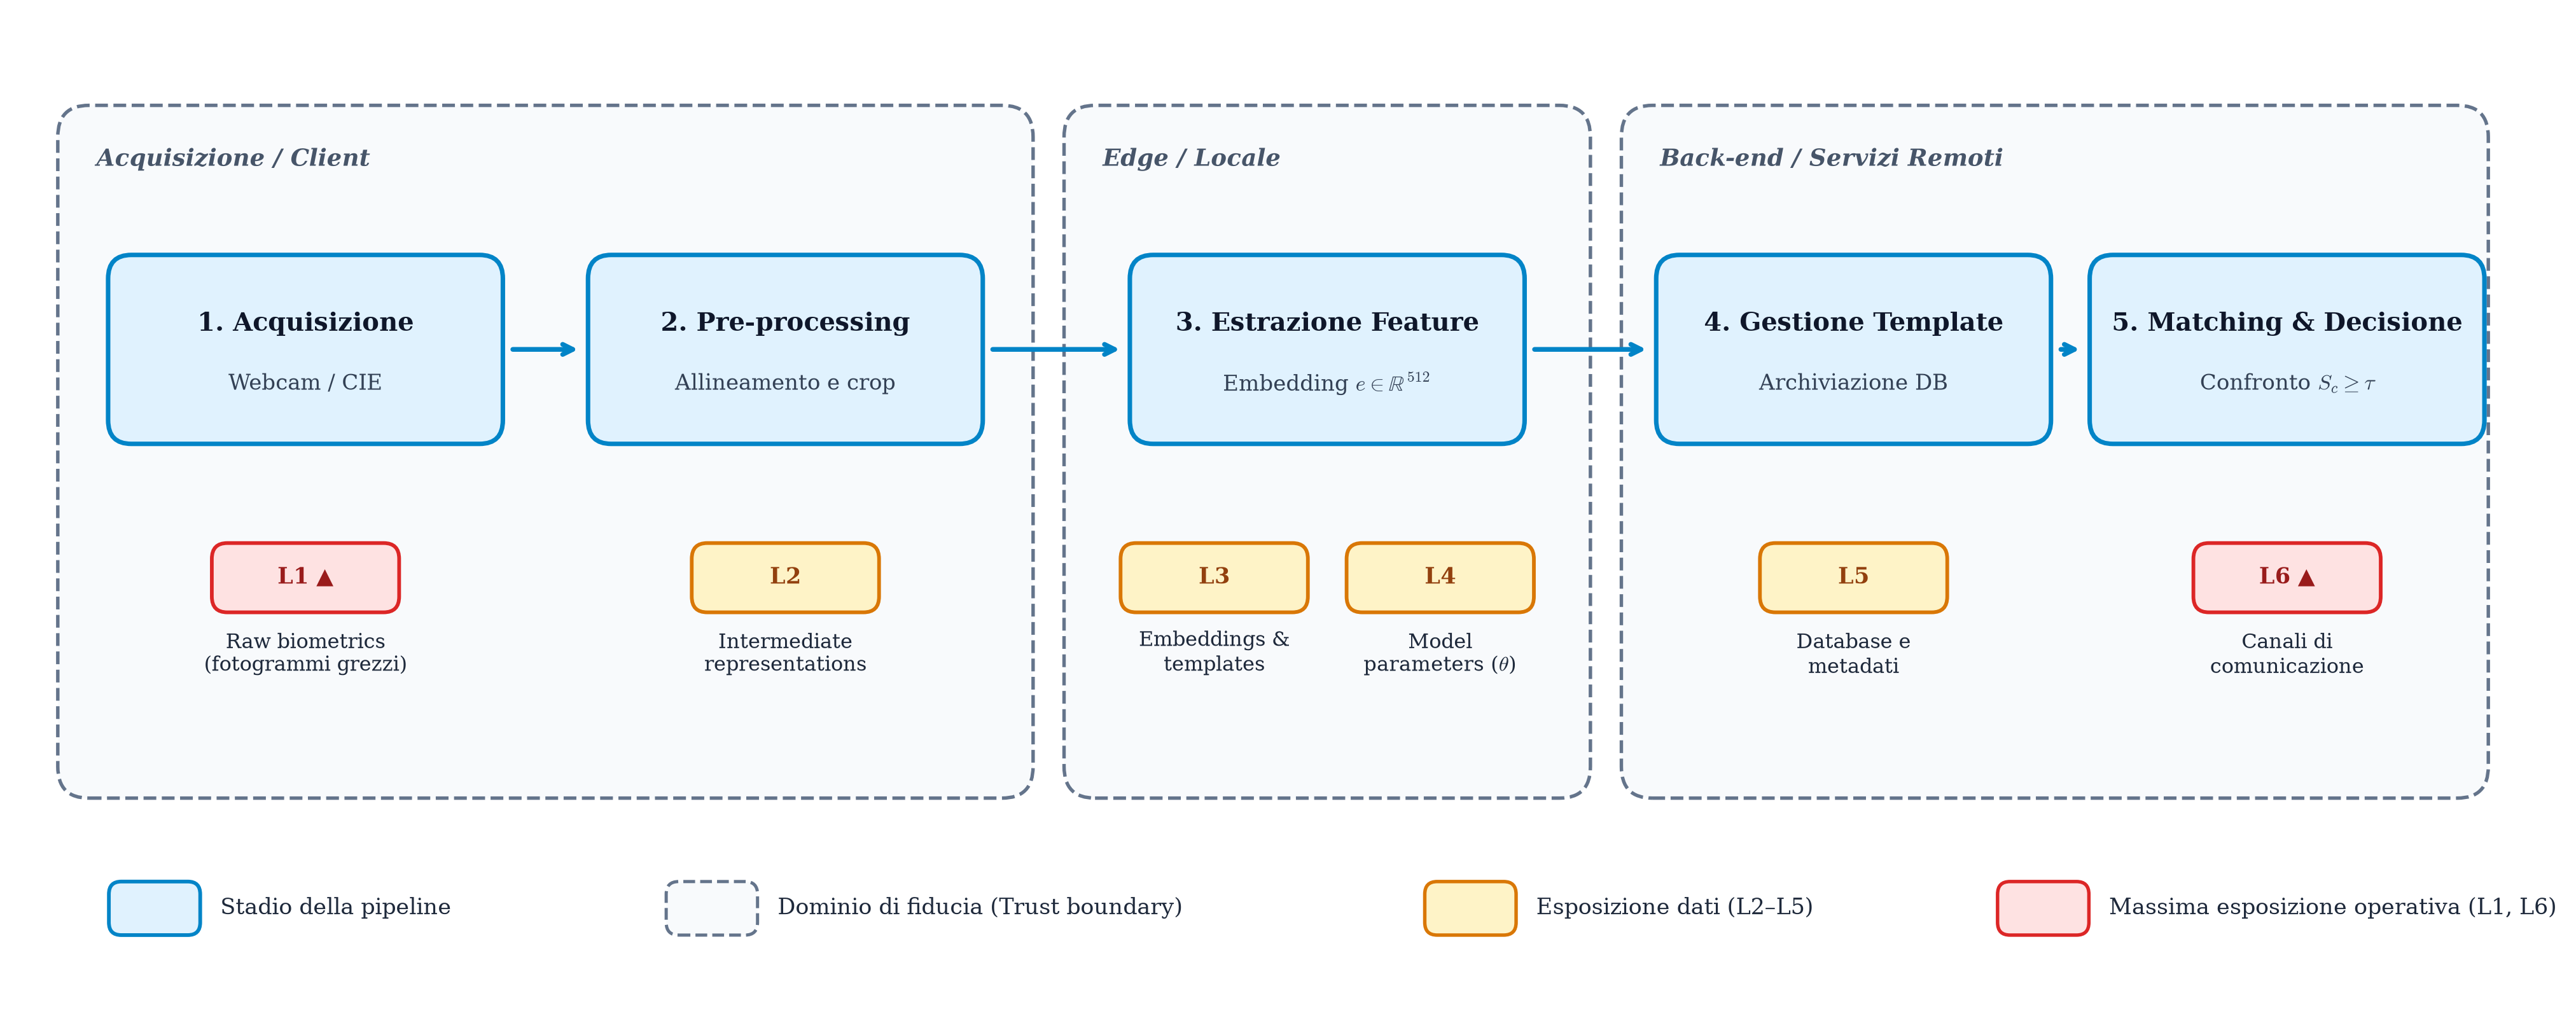 Acquisizione / Client
Edge / Locale
Back-end / Servizi Remoti
1. Acquisizione
Webcam / CIE
2. Pre-processing
Allineamento e crop
3. Estrazione Feature
Embedding e ∈ ℝ⁵¹²
4. Gestione Template
Archiviazione DB
5. Matching & Decisione
Confronto S_c ≥ τ
L1 ▲
Raw biometrics
(fotogrammi grezzi)
L2
Intermediate
representations
L3
Embeddings &
templates
L4
Model
parameters (θ)
L5
Database e
metadati
L6 ▲
Canali di
comunicazione
Stadio della pipeline
Dominio di fiducia (Trust boundary)
Esposizione dati (L2–L5)
Massima esposizione operativa (L1, L6)